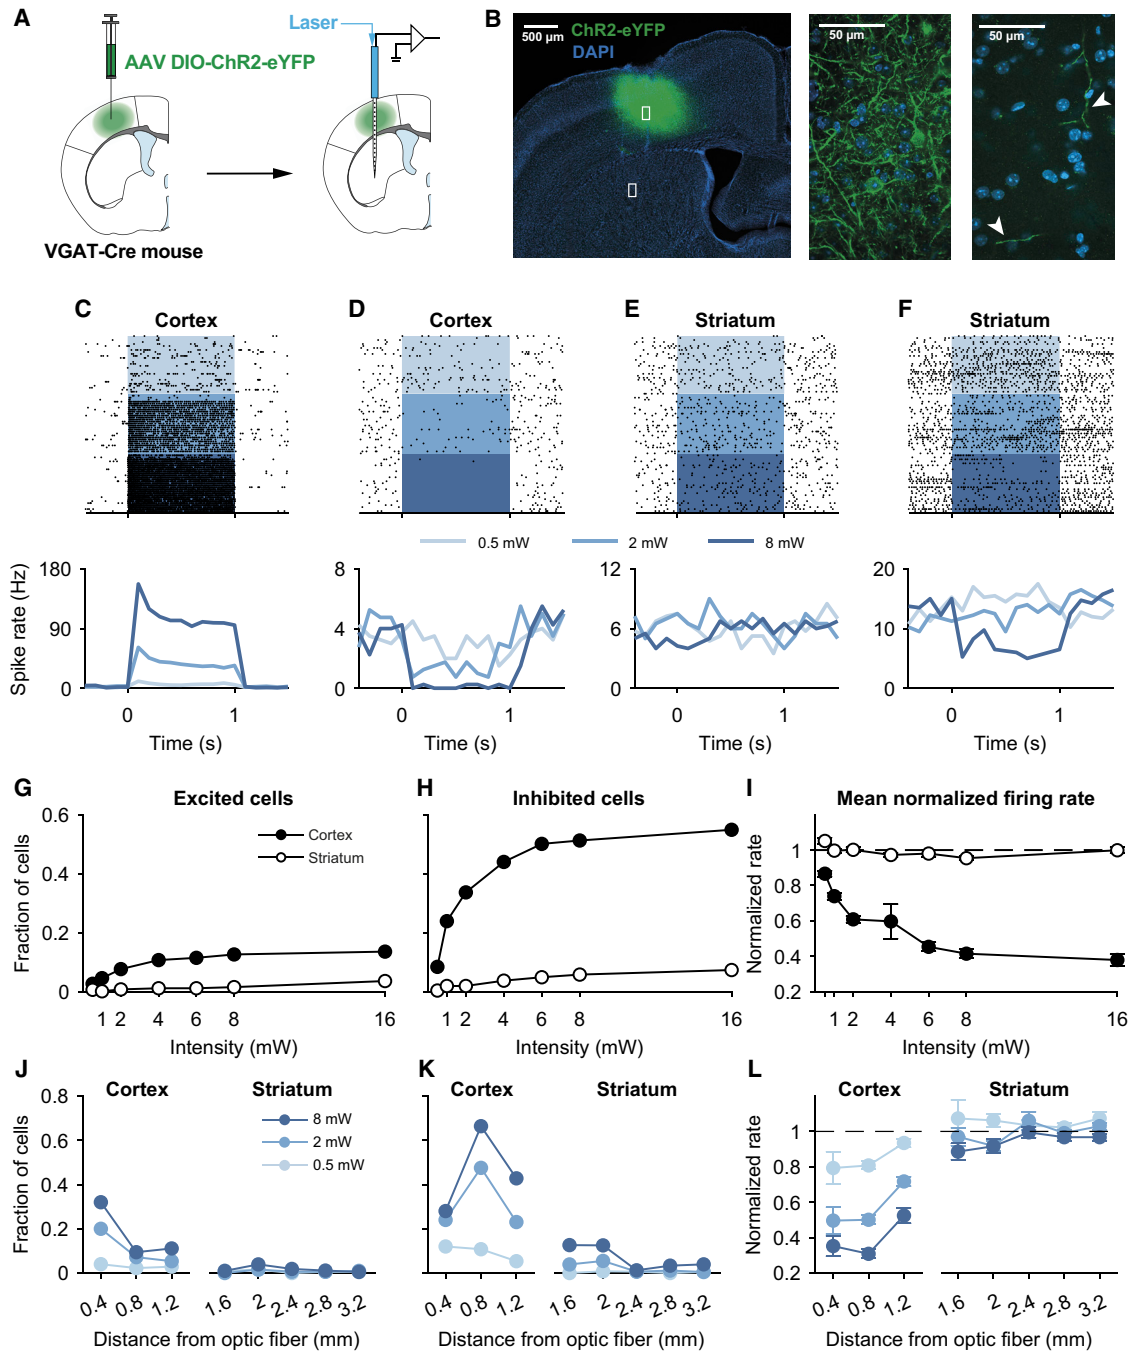 A
Laser
AAV DIO-ChR2-eYFP
VGAT-Cre mouse
B
500 µm
ChR2-eYFP
DAPI
50 µm
50 µm
C
Cortex
D
Cortex
E
Striatum
F
Striatum
0.5 mW
2 mW
8 mW
Spike rate (Hz)
180
90
0
0
1
Time (s)
8
4
0
0
1
Time (s)
12
6
0
0
1
Time (s)
20
10
0
0
1
Time (s)
G
Excited cells
Cortex
Striatum
Fraction of cells
0.6
0.4
0.2
0
1
2
4
6
8
16
Intensity (mW)
H
Inhibited cells
1
2
4
6
8
16
Intensity (mW)
I
Mean normalized firing rate
Normalized rate
1
0.8
0.6
0.4
0.2
1
2
4
6
8
16
Intensity (mW)
J
Cortex
Striatum
8 mW
2 mW
0.5 mW
Fraction of cells
0.8
0.6
0.4
0.2
0
0.4
0.8
1.2
1.6
2
2.4
2.8
3.2
Distance from optic fiber (mm)
K
Cortex
Striatum
0.4
0.8
1.2
1.6
2
2.4
2.8
3.2
Distance from optic fiber (mm)
L
Cortex
Striatum
Normalized rate
1
0.8
0.6
0.4
0.2
0.4
0.8
1.2
1.6
2
2.4
2.8
3.2
Distance from optic fiber (mm)